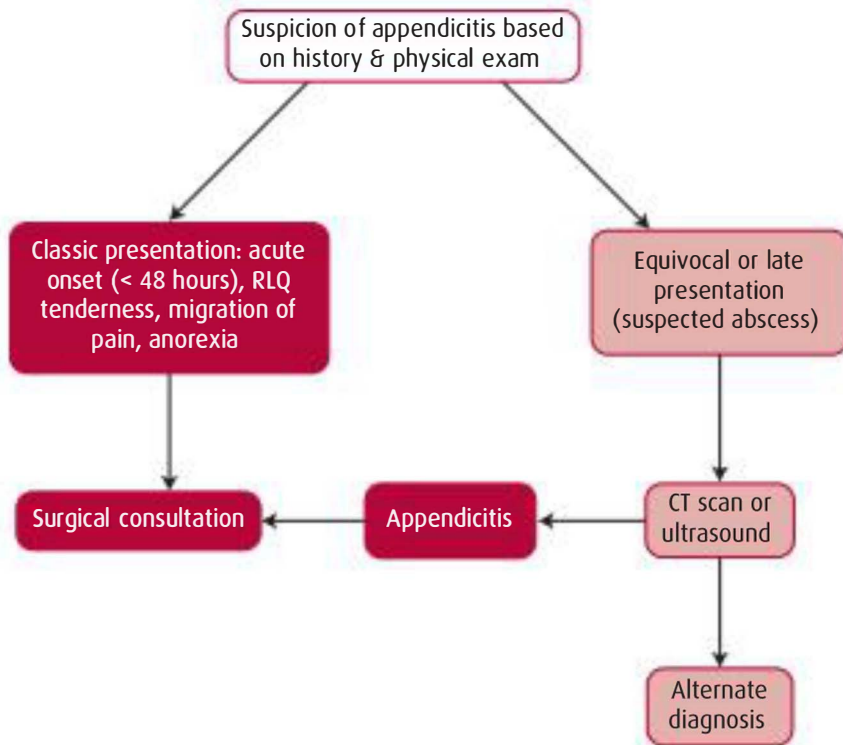 Suspicion of appendicitis based
on history & physical exam
Classic presentation: acute
onset (< 48 hours), RLQ
tenderness, migration of
pain, anorexia
Equivocal or late
presentation
(suspected abscess)
Surgical consultation
Appendicitis
CT scan or
ultrasound
Alternate
diagnosis